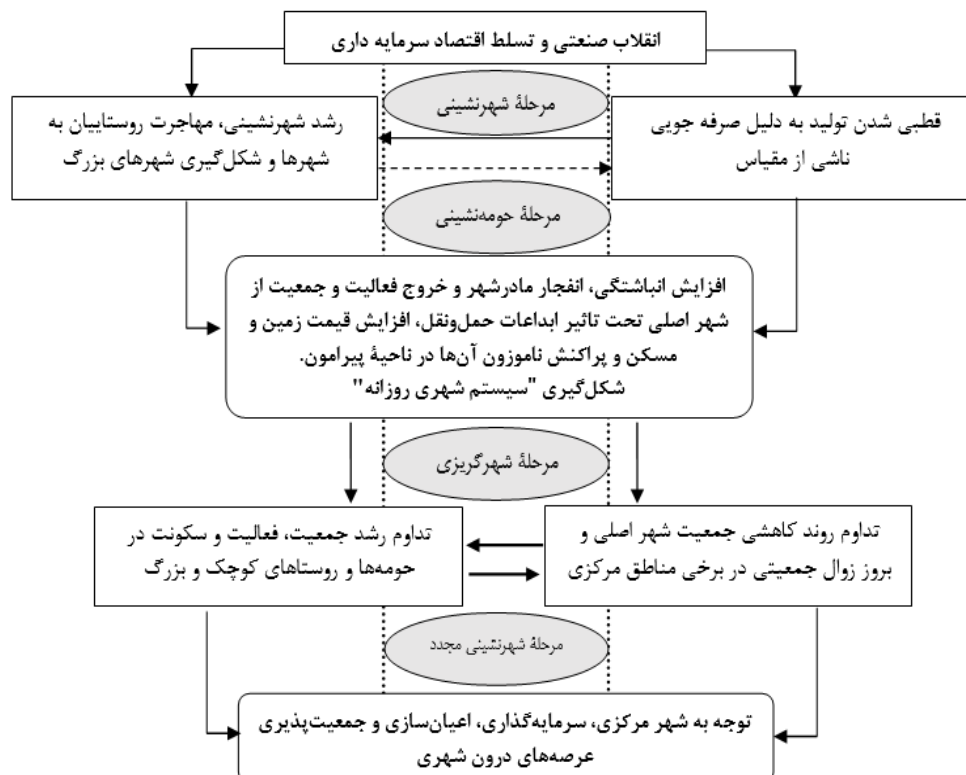 انقلاب صنعتی و تسلط اقتصاد سرمایه داری
مرحلهٔ شهرنشینی
قطبی شدن تولید به دلیل صرفه جویی
ناشی از مقیاس
رشد شهرنشینی، مهاجرت روستاییان به
شهرها و شکل‌گیری شهرهای بزرگ
مرحلهٔ حومه‌نشینی
افزایش انباشتگی، انفجار مادرشهر و خروج فعالیت و جمعیت از
شهر اصلی تحت تاثیر ابداعات حمل‌ونقل، افزایش قیمت زمین و
مسکن و پراکنش ناموزون آن‌ها در ناحیهٔ پیرامون.
شکل‌گیری "سیستم شهری روزانه"
مرحلهٔ شهرگریزی
تداوم روند کاهشی جمعیت شهر اصلی و
بروز زوال جمعیتی در برخی مناطق مرکزی
تداوم رشد جمعیت، فعالیت و سکونت در
حومه‌ها و روستاهای کوچک و بزرگ
مرحلهٔ شهرنشینی مجدد
توجه به شهر مرکزی، سرمایه‌گذاری، اعیان‌سازی و جمعیت‌پذیری
عرصه‌های درون شهری